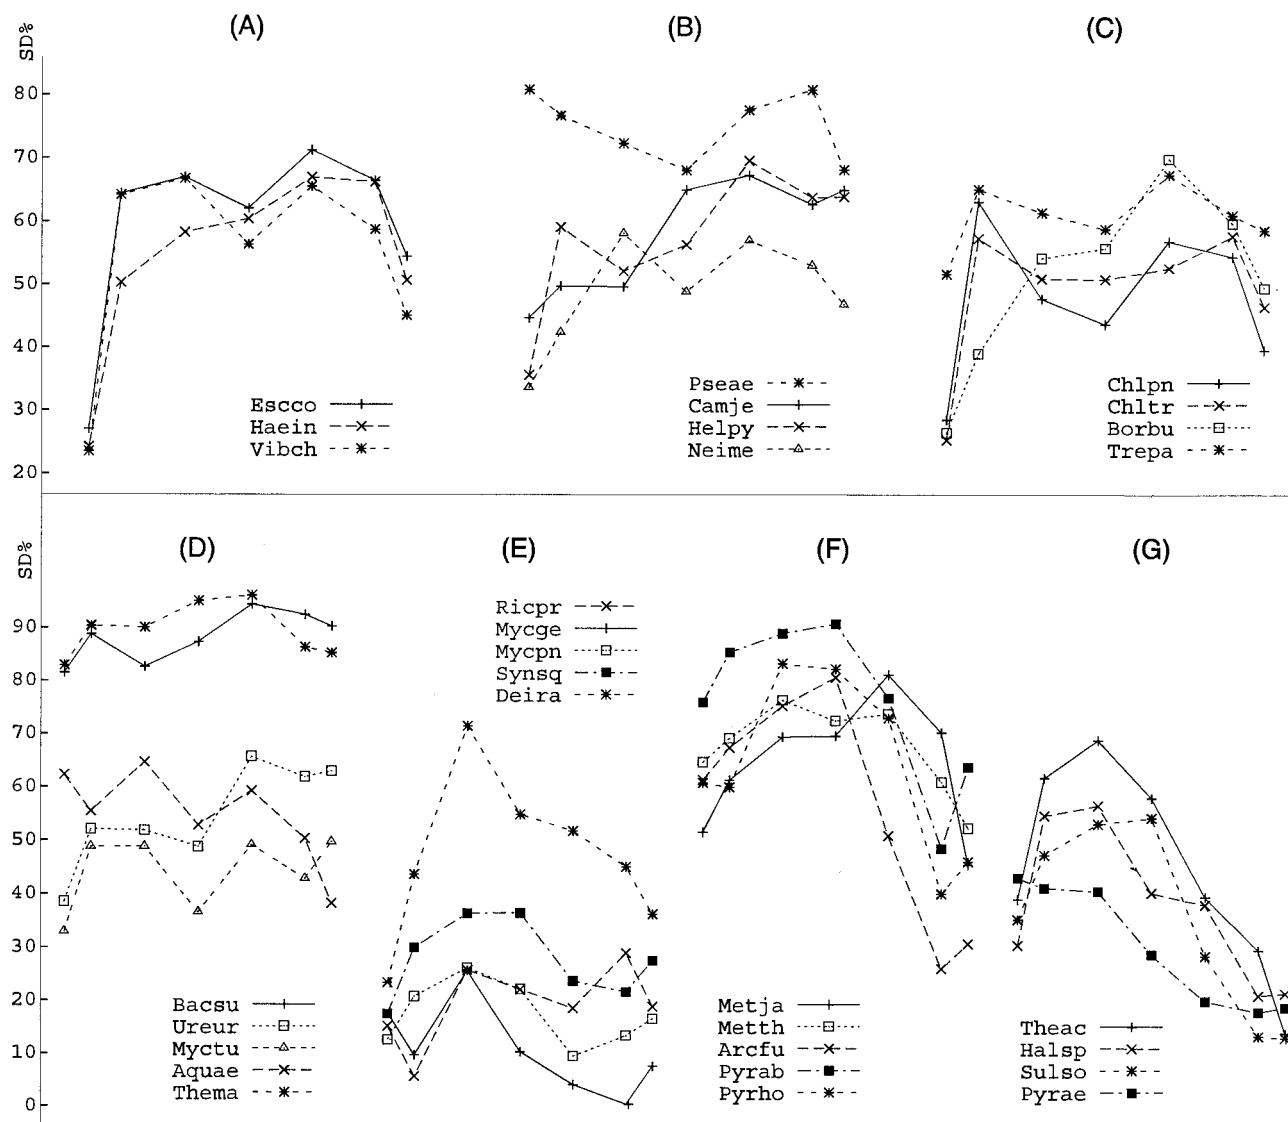 (A) (B) (C)
SD%
80
70
60
50
40
30
20
Escco
Haein
Vibch
Pseae
Camje
Helpy
Neime
Chlpn
Chltr
Borbu
Trepa
(D) (E) (F) (G)
SD%
90
80
70
60
50
40
30
20
10
0
Bacsu
Ureur
Myctu
Aquae
Thema
Ricpr
Mycge
Mycpn
Synsq
Deira
Metja
Metth
Arcfu
Pyrab
Pyrho
Theac
Halsp
Sulso
Pyrae